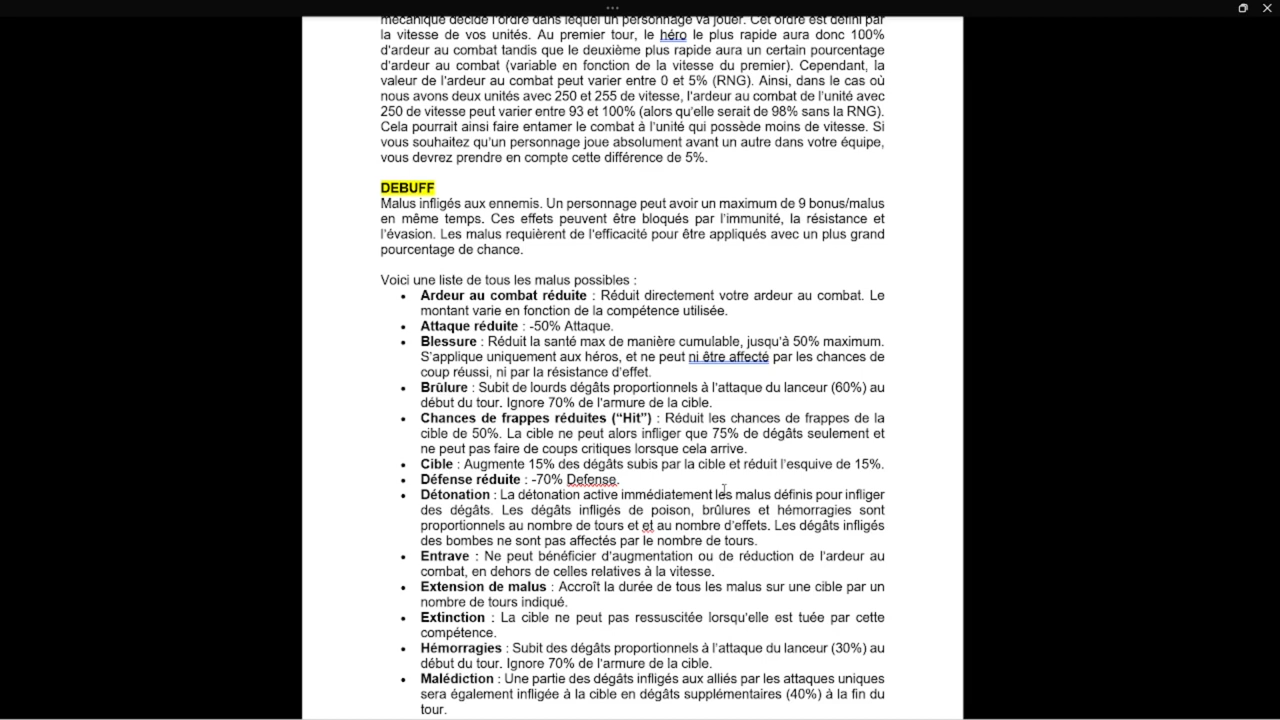 mécanique décide l'ordre dans lequel un personnage va jouer. Cet ordre est défini par
la vitesse de vos unités. Au premier tour, le héro le plus rapide aura donc 100%
d'ardeur au combat tandis que le deuxième plus rapide aura un certain pourcentage
d'ardeur au combat (variable en fonction de la vitesse du premier). Cependant, la
valeur de l'ardeur au combat peut varier entre 0 et 5% (RNG). Ainsi, dans le cas où
nous avons deux unités avec 250 et 255 de vitesse, l'ardeur au combat de l'unité avec
250 de vitesse peut varier entre 93 et 100% (alors qu'elle serait de 98% sans la RNG).
Cela pourrait ainsi faire entamer le combat à l'unité qui possède moins de vitesse. Si
vous souhaitez qu'un personnage joue absolument avant un autre dans votre équipe,
vous devrez prendre en compte cette différence de 5%.
DEBUFF
Malus infligés aux ennemis. Un personnage peut avoir un maximum de 9 bonus/malus
en même temps. Ces effets peuvent être bloqués par l'immunité, la résistance et
l'évasion. Les malus requièrent de l'efficacité pour être appliqués avec un plus grand
pourcentage de chance.
Voici une liste de tous les malus possibles :
• Ardeur au combat réduite : Réduit directement votre ardeur au combat. Le
montant varie en fonction de la compétence utilisée.
• Attaque réduite : -50% Attaque.
• Blessure : Réduit la santé max de manière cumulable, jusqu'à 50% maximum.
S'applique uniquement aux héros, et ne peut ni être affecté par les chances de
coup réussi, ni par la résistance d'effet.
• Brûlure : Subit de lourds dégâts proportionnels à l'attaque du lanceur (60%) au
début du tour. Ignore 70% de l'armure de la cible.
• Chances de frappes réduites (“Hit”) : Réduit les chances de frappes de la
cible de 50%. La cible ne peut alors infliger que 75% de dégâts seulement et
ne peut pas faire de coups critiques lorsque cela arrive.
• Cible : Augmente 15% des dégâts subis par la cible et réduit l'esquive de 15%.
• Défense réduite : -70% Defense.
• Détonation : La détonation active immédiatement les malus définis pour infliger
des dégâts. Les dégâts infligés de poison, brûlures et hémorragies sont
proportionnels au nombre de tours et et au nombre d'effets. Les dégâts infligés
des bombes ne sont pas affectés par le nombre de tours.
• Entrave : Ne peut bénéficier d'augmentation ou de réduction de l'ardeur au
combat, en dehors de celles relatives à la vitesse.
• Extension de malus : Accroît la durée de tous les malus sur une cible par un
nombre de tours indiqué.
• Extinction : La cible ne peut pas ressuscitée lorsqu'elle est tuée par cette
compétence.
• Hémorragies : Subit des dégâts proportionnels à l'attaque du lanceur (30%) au
début du tour. Ignore 70% de l'armure de la cible.
• Malédiction : Une partie des dégâts infligés aux alliés par les attaques uniques
sera également infligée à la cible en dégâts supplémentaires (40%) à la fin du
tour.